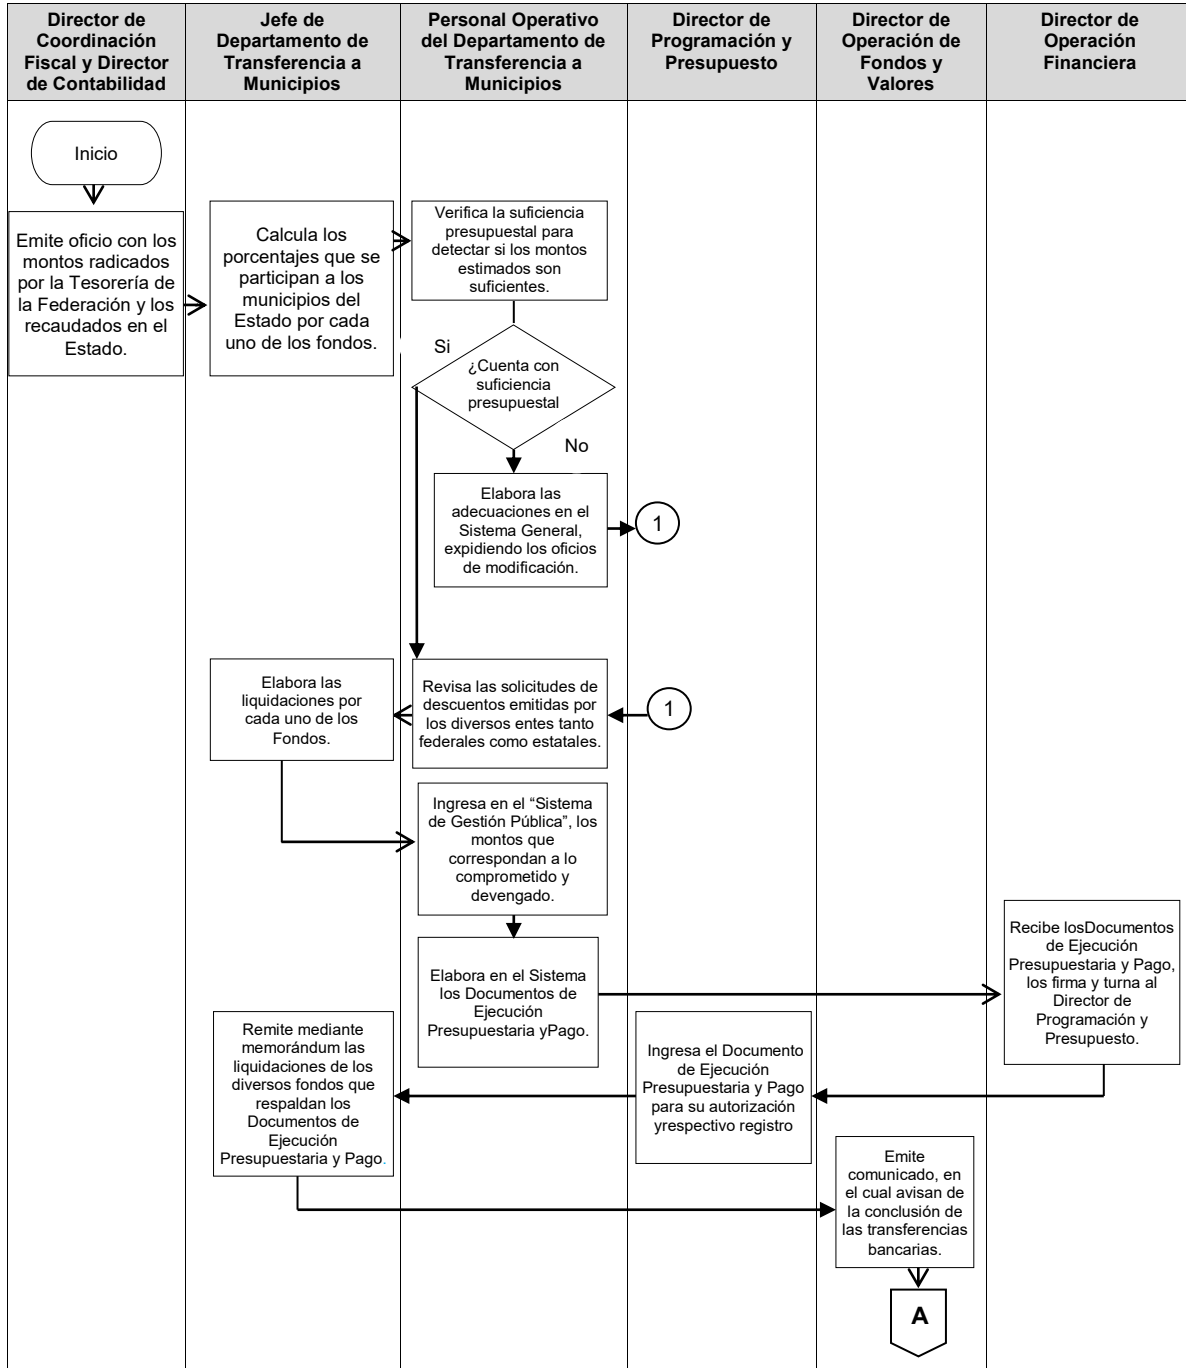 Director de
Coordinación
Fiscal y Director
de Contabilidad
Jefe de
Departamento de
Transferencia a
Municipios
Personal Operativo
del Departamento de
Transferencia a
Municipios
Director de
Programación y
Presupuesto
Director de
Operación de
Fondos y
Valores
Director de
Operación
Financiera
Inicio
Emite oficio con los
montos radicados
por la Tesorería de
la Federación y los
recaudados en el
Estado.
Calcula los
porcentajes que se
participan a los
municipios del
Estado por cada
uno de los fondos.
Verifica la suficiencia
presupuestal para
detectar si los montos
estimados son
suficientes.
Si
¿Cuenta con
suficiencia
presupuestal
No
Elabora las
adecuaciones en el
Sistema General,
expidiendo los oficios
de modificación.
1
Elabora las
liquidaciones por
cada uno de los
Fondos.
Revisa las solicitudes de
descuentos emitidas por
los diversos entes tanto
federales como estatales.
1
Ingresa en el “Sistema
de Gestión Pública”, los
montos que
correspondan a lo
comprometido y
devengado.
Elabora en el Sistema
los Documentos de
Ejecución
Presupuestaria yPago.
Recibe losDocumentos
de Ejecución
Presupuestaria y Pago,
los firma y turna al
Director de
Programación y
Presupuesto.
Ingresa el Documento
de Ejecución
Presupuestaria y Pago
para su autorización
yrespectivo registro
Remite mediante
memorándum las
liquidaciones de los
diversos fondos que
respaldan los
Documentos de
Ejecución
Presupuestaria y Pago.
Emite
comunicado, en
el cual avisan de
la conclusión de
las transferencias
bancarias.
A